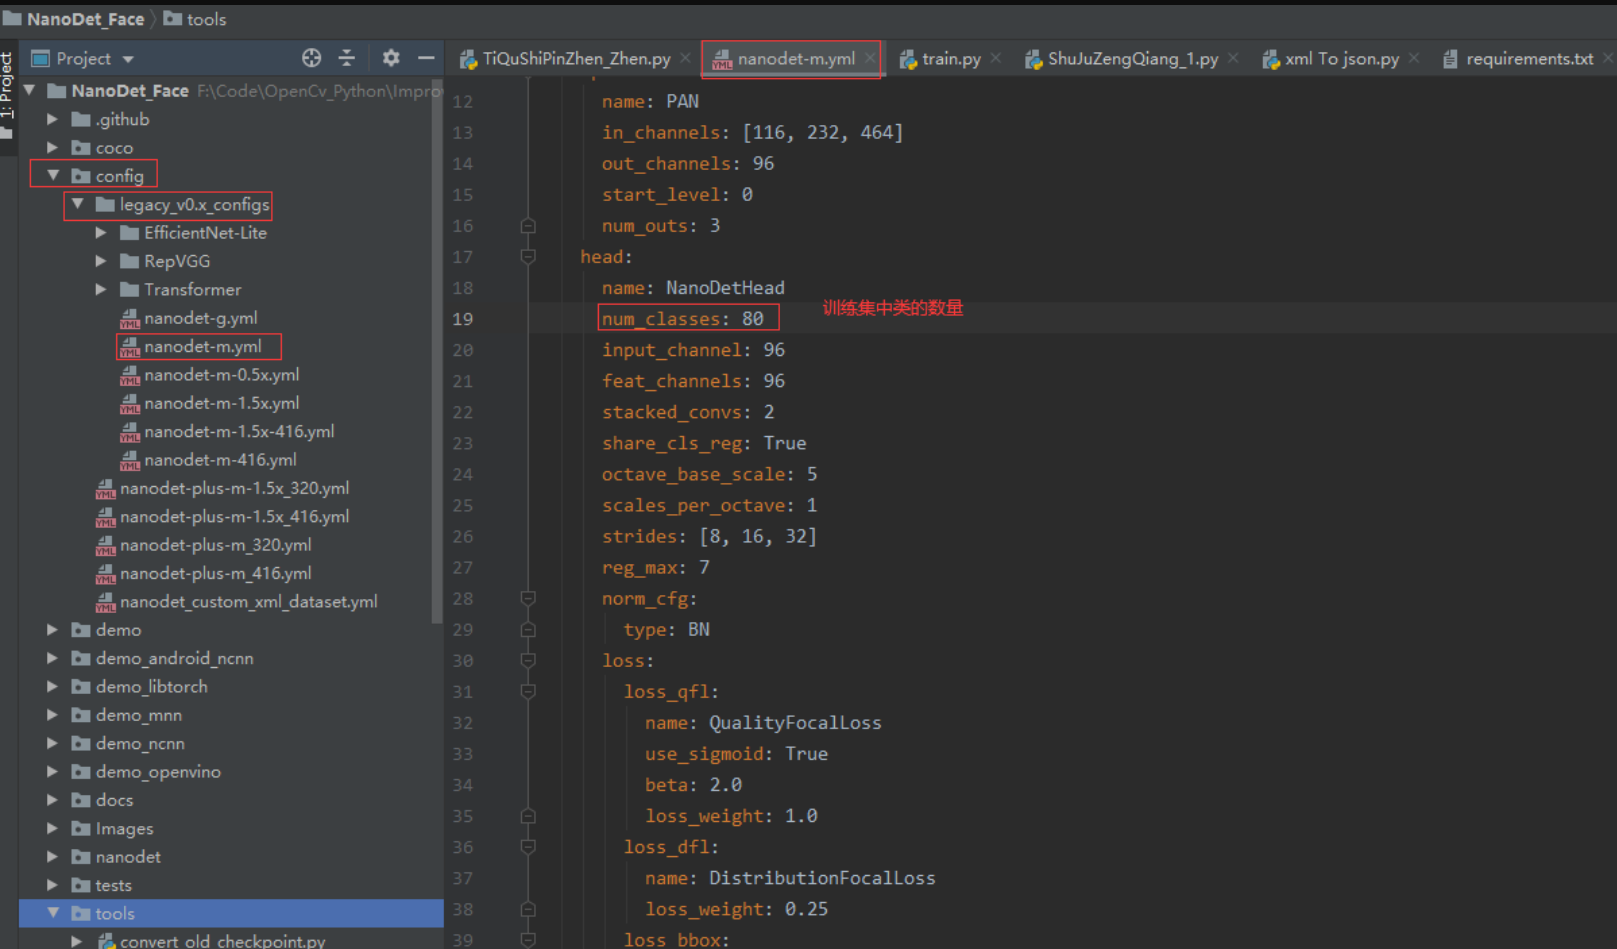 NanoDet_Face
tools
1: Project
Project
TiQuShiPinZhen_Zhen.py
nanodet-m.yml
train.py
ShuJuZengQiang_1.py
xml To json.py
requirements.txt
NanoDet_Face F:\Code\OpenCv_Python\Impro
.github
coco
config
legacy_v0.x_configs
EfficientNet-Lite
RepVGG
Transformer
nanodet-g.yml
nanodet-m.yml
nanodet-m-0.5x.yml
nanodet-m-1.5x.yml
nanodet-m-1.5x-416.yml
nanodet-m-416.yml
nanodet-plus-m-1.5x_320.yml
nanodet-plus-m-1.5x_416.yml
nanodet-plus-m_320.yml
nanodet-plus-m_416.yml
nanodet_custom_xml_dataset.yml
demo
demo_android_ncnn
demo_libtorch
demo_mnn
demo_ncnn
demo_openvino
docs
Images
nanodet
tests
tools
convert_old_checkpoint.py
12 name: PAN
13 in_channels: [116, 232, 464]
14 out_channels: 96
15 start_level: 0
16 num_outs: 3
17 head:
18 name: NanoDetHead
19 num_classes: 80 训练集中类的数量
20 input_channel: 96
21 feat_channels: 96
22 stacked_convs: 2
23 share_cls_reg: True
24 octave_base_scale: 5
25 scales_per_octave: 1
26 strides: [8, 16, 32]
27 reg_max: 7
28 norm_cfg:
29 type: BN
30 loss:
31 loss_qfl:
32 name: QualityFocalLoss
33 use_sigmoid: True
34 beta: 2.0
35 loss_weight: 1.0
36 loss_dfl:
37 name: DistributionFocalLoss
38 loss_weight: 0.25
39 loss_bbox: